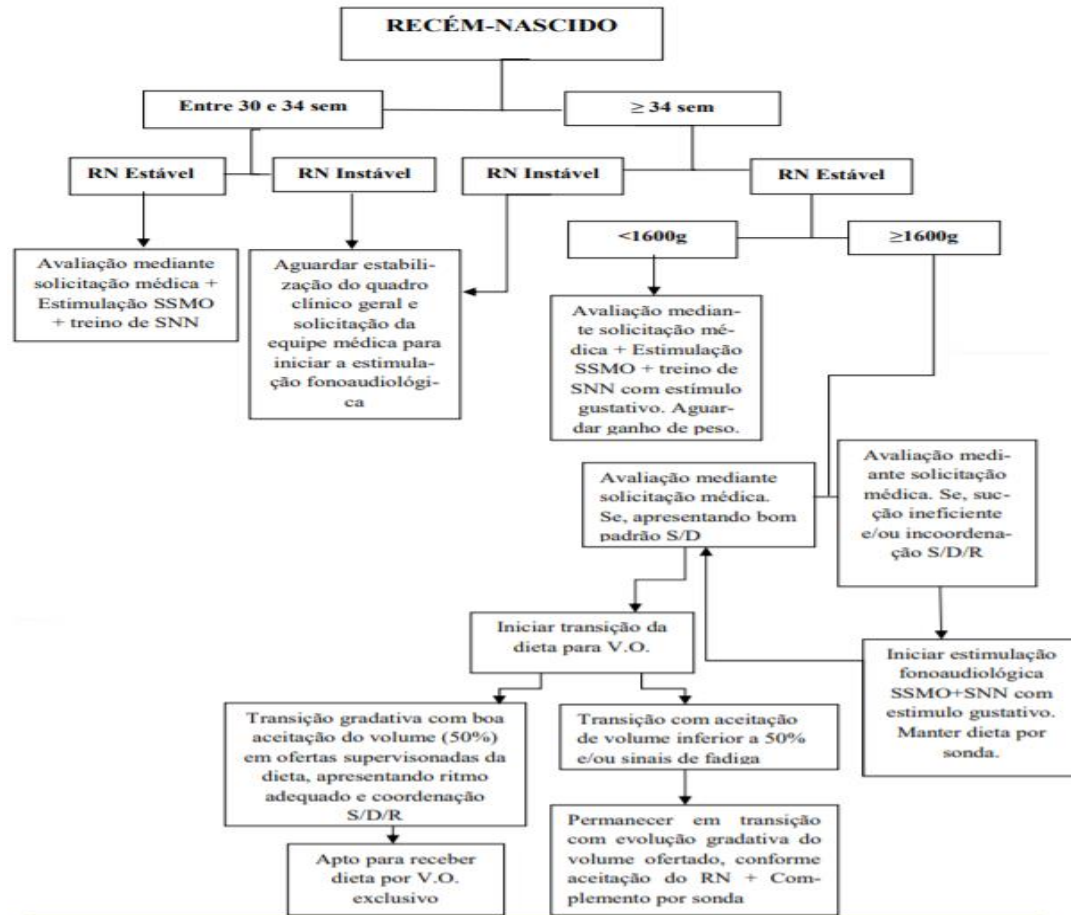 RECÉM-NASCIDO
Entre 30 e 34 sem
≥ 34 sem
RN Estável
RN Instável
RN Instável
RN Estável
<1600g
≥1600g
Avaliação mediante
solicitação médica +
Estimulação SSMO
+ treino de SNN
Aguardar estabili-
zação do quadro
clínico geral e
solicitação da
equipe médica para
iniciar a estimula-
ção fonoaudiológi-
ca
Avaliação median-
te solicitação mé-
dica + Estimulação
SSMO + treino de
SNN com estímulo
gustativo. Aguar-
dar ganho de peso.
Avaliação mediante
solicitação médica.
Se, apresentando bom
padrão S/D
Avaliação medi-
ante solicitação
médica. Se, suc-
ção ineficiente
e/ou incoordena-
ção S/D/R
Iniciar transição da
dieta para V.O.
Iniciar estimulação
fonoaudiológica
SSMO+SNN com
estimulo gustativo.
Manter dieta por
sonda.
Transição gradativa com boa
aceitação do volume (50%)
em ofertas supervisonadas da
dieta, apresentando ritmo
adequado e coordenação
S/D/R
Transição com aceitação
de volume inferior a 50%
e/ou sinais de fadiga
Apto para receber
dieta por V.O.
exclusivo
Permanecer em transição
com evolução gradativa do
volume ofertado, conforme
aceitação do RN + Com-
plemento por sonda